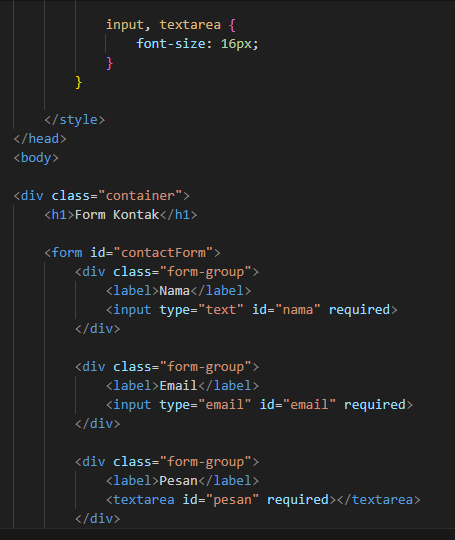 input, textarea {
font-size: 16px;
}
}
</style>
</head>
<body>
<div class="container">
<h1>Form Kontak</h1>
<form id="contactForm">
<div class="form-group">
<label>Nama</label>
<input type="text" id="nama" required>
</div>
<div class="form-group">
<label>Email</label>
<input type="email" id="email" required>
</div>
<div class="form-group">
<label>Pesan</label>
<textarea id="pesan" required></textarea>
</div>